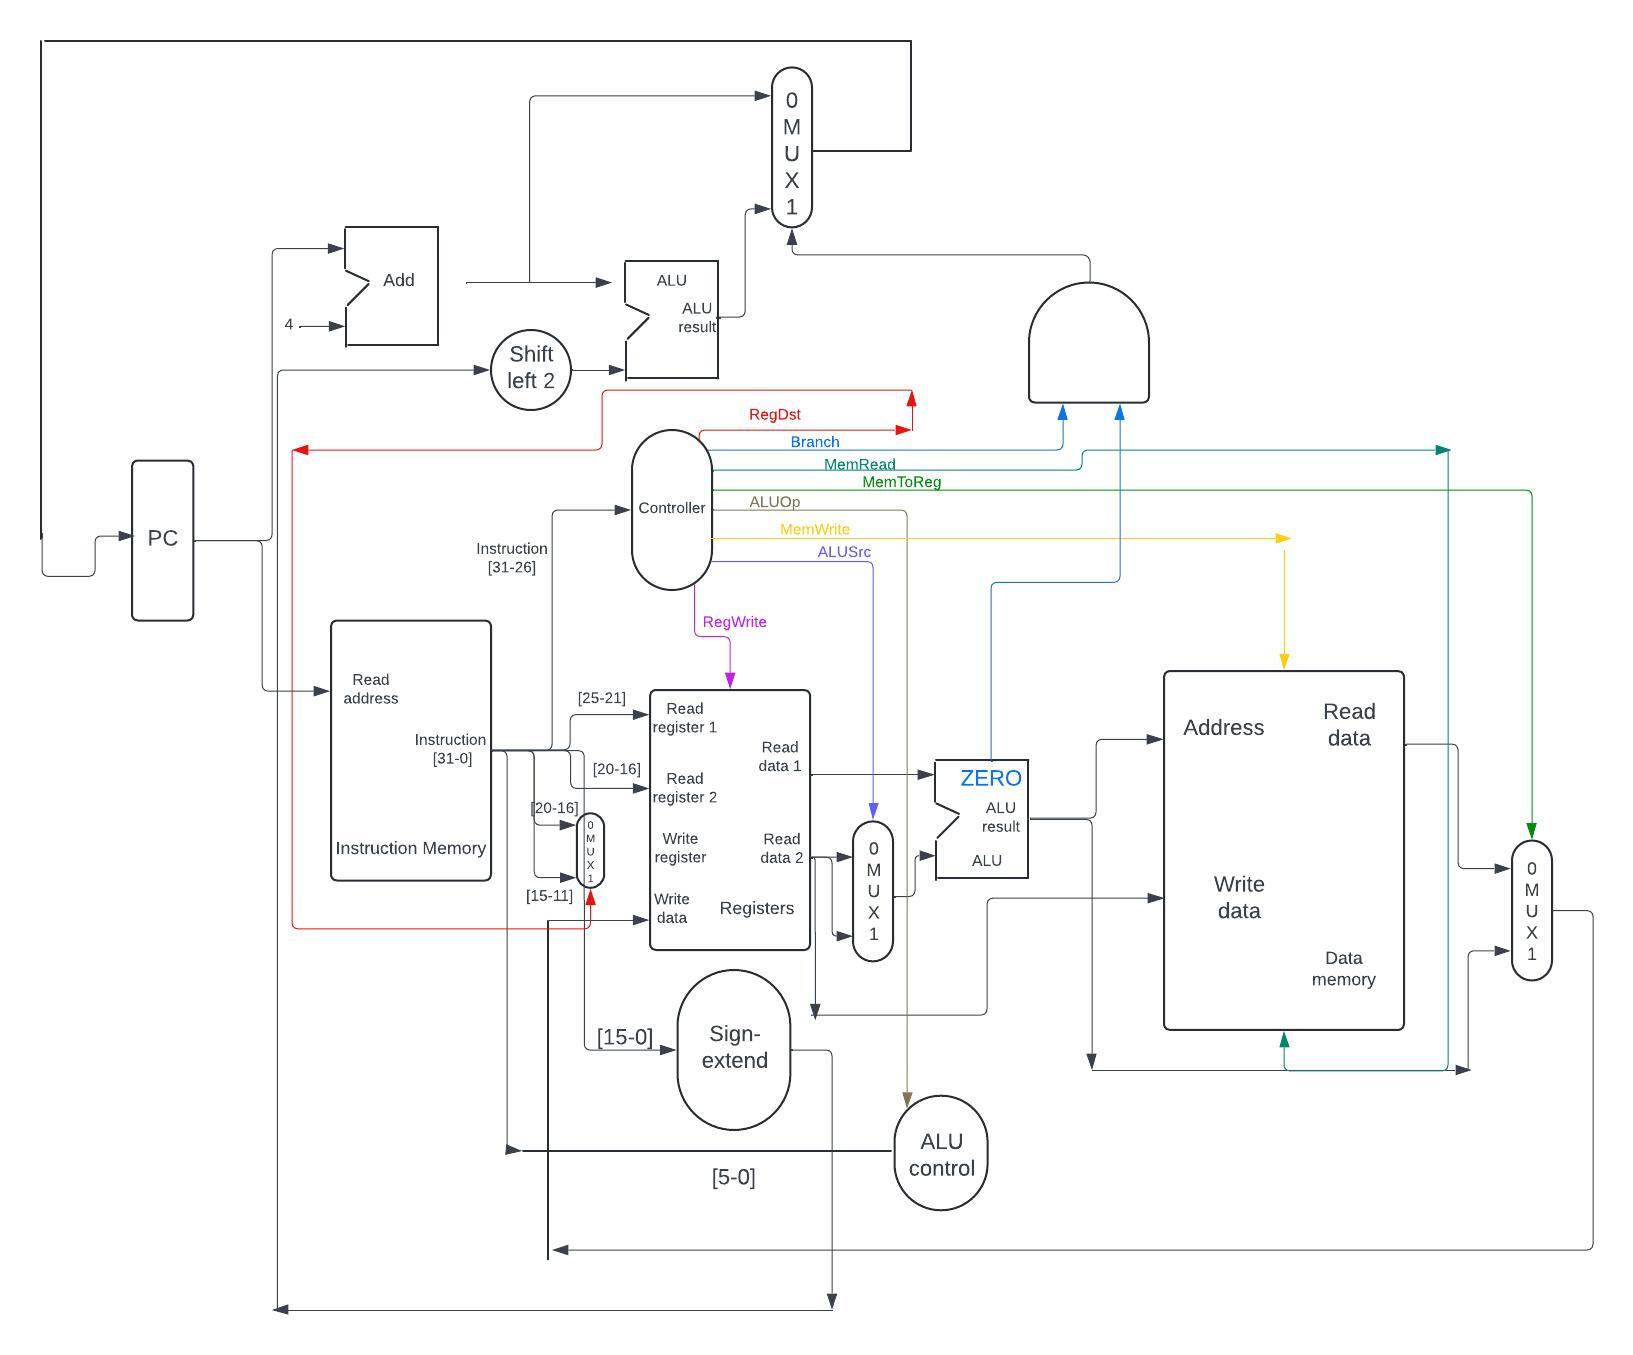 0
M
U
X
1
Add
ALU
ALU
result
4
Shift
left 2
RegDst
Branch
MemRead
MemToReg
ALUOp
MemWrite
ALUSrc
Controller
PC
Instruction
[31-26]
RegWrite
Read
address
Instruction
[31-0]
Instruction Memory
[25-21]
[20-16]
[20-16]
[15-11]
0
M
U
X
1
Read
register 1
Read
data 1
Read
register 2
Write
register
Read
data 2
Write
data
Registers
0
M
U
X
1
ZERO
ALU
result
ALU
Address
Read
data
Write
data
Data
memory
0
M
U
X
1
[15-0]
Sign-
extend
ALU
control
[5-0]